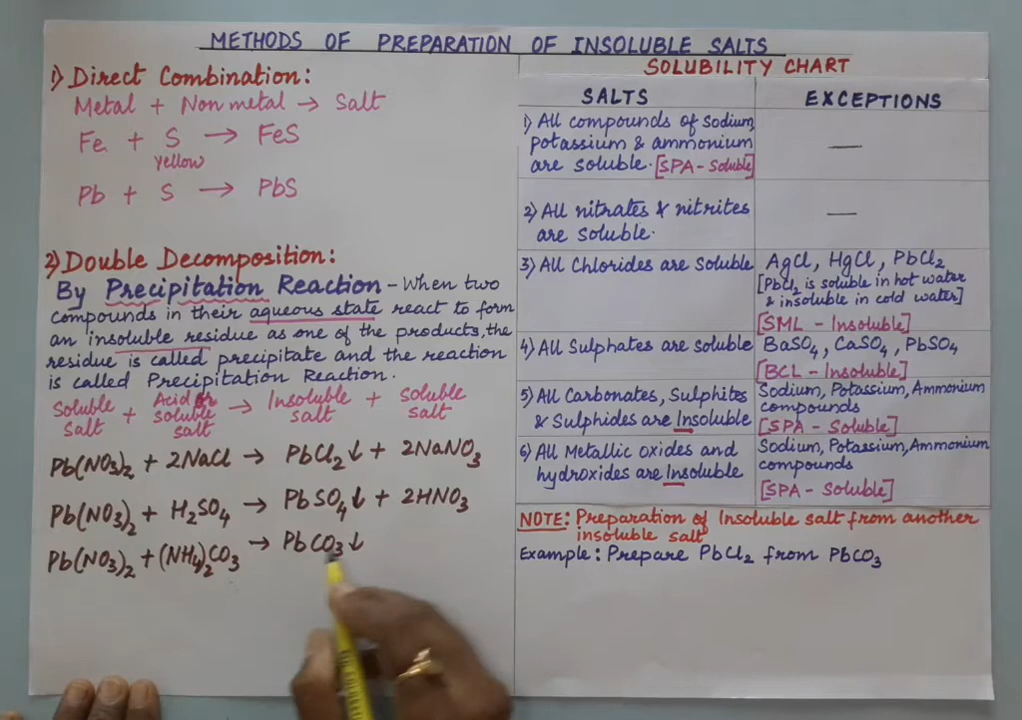 METHODS OF PREPARATION OF INSOLUBLE SALTS
1) Direct Combination:
Metal + Non metal → Salt
Fe + S → FeS
Yellow
Pb + S → PbS
2) Double Decomposition:
By Precipitation Reaction - When two
compounds in their aqueous state react to form
an insoluble residue as one of the products, the
residue is called precipitate and the reaction
is called Precipitation Reaction.
Soluble salt + Acid or soluble salt → Insoluble salt + Soluble salt
Pb(NO₃)₂ + 2NaCl → PbCl₂↓ + 2NaNO₃
Pb(NO₃)₂ + H₂SO₄ → PbSO₄↓ + 2HNO₃
Pb(NO₃)₂ + (NH₄)₂CO₃ → PbCO₃↓
SOLUBILITY CHART
SALTS
EXCEPTIONS
1) All compounds of Sodium,
potassium & ammonium
are soluble. [SPA - Soluble]
—
2) All nitrates & nitrites
are soluble.
—
3) All Chlorides are Soluble
AgCl, HgCl, PbCl₂
[PbCl₂ is soluble in hot water
& insoluble in cold water]
[SML - Insoluble]
4) All Sulphates are soluble
BaSO₄, CaSO₄, PbSO₄
[BCL - Insoluble]
5) All Carbonates, Sulphites
& Sulphides are Insoluble
Sodium, Potassium, Ammonium
compounds
[SPA - Soluble]
6) All Metallic oxides and
hydroxides are Insoluble
Sodium, Potassium, Ammonium
compounds
[SPA - Soluble]
NOTE: Preparation of Insoluble salt from another
insoluble salt
Example: Prepare PbCl₂ from PbCO₃